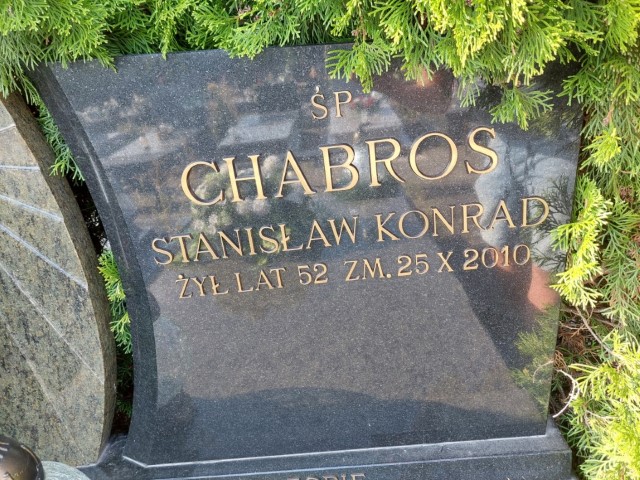 ŚP
CHABROS
STANISŁAW KONRAD
ŻYŁ LAT 52 ZM. 25 X 2010